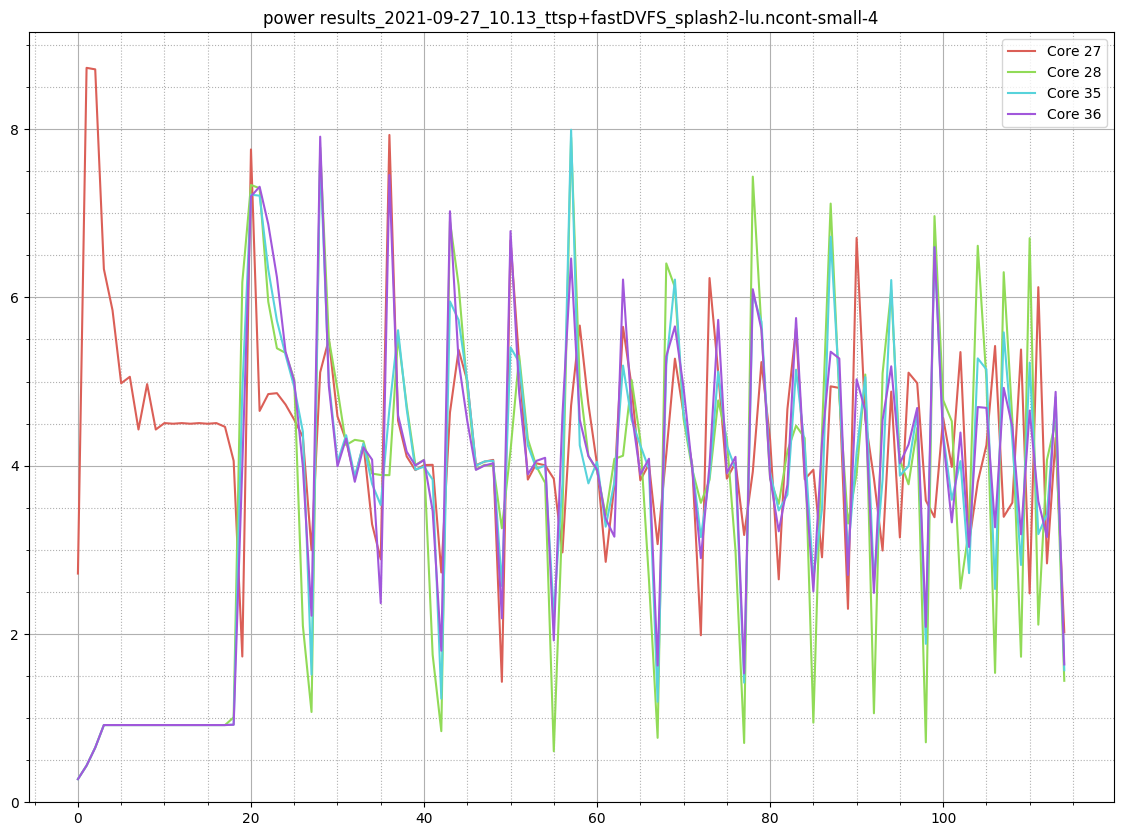 power results_2021-09-27_10.13_ttsp+fastDVFS_splash2-lu.ncont-small-4
Core 27
Core 28
Core 35
Core 36
8
6
4
2
0
0 20 40 60 80 100